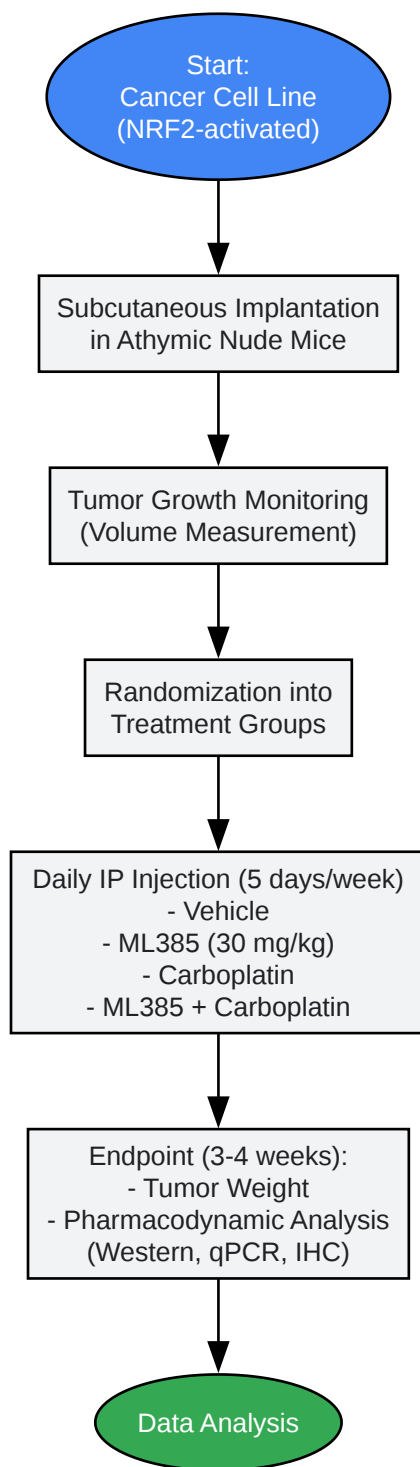 Start:
Cancer Cell Line
(NRF2-activated)
Subcutaneous Implantation
in Athymic Nude Mice
Tumor Growth Monitoring
(Volume Measurement)
Randomization into
Treatment Groups
Daily IP Injection (5 days/week)
- Vehicle
- ML385 (30 mg/kg)
- Carboplatin
- ML385 + Carboplatin
Endpoint (3-4 weeks):
- Tumor Weight
- Pharmacodynamic Analysis
(Western, qPCR, IHC)
Data Analysis